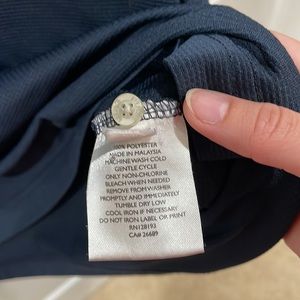 100% POLYESTER
MADE IN MALAYSIA
MACHINE WASH COLD
GENTLE CYCLE
ONLY NON-CHLORINE
BLEACH WHEN NEEDED
REMOVE FROM WASHER
PROMPTLY AND IMMEDIATELY
TUMBLE DRY LOW
COOL IRON IF NECESSARY
DO NOT IRON LABEL OR PRINT
RN128193
CA# 26609